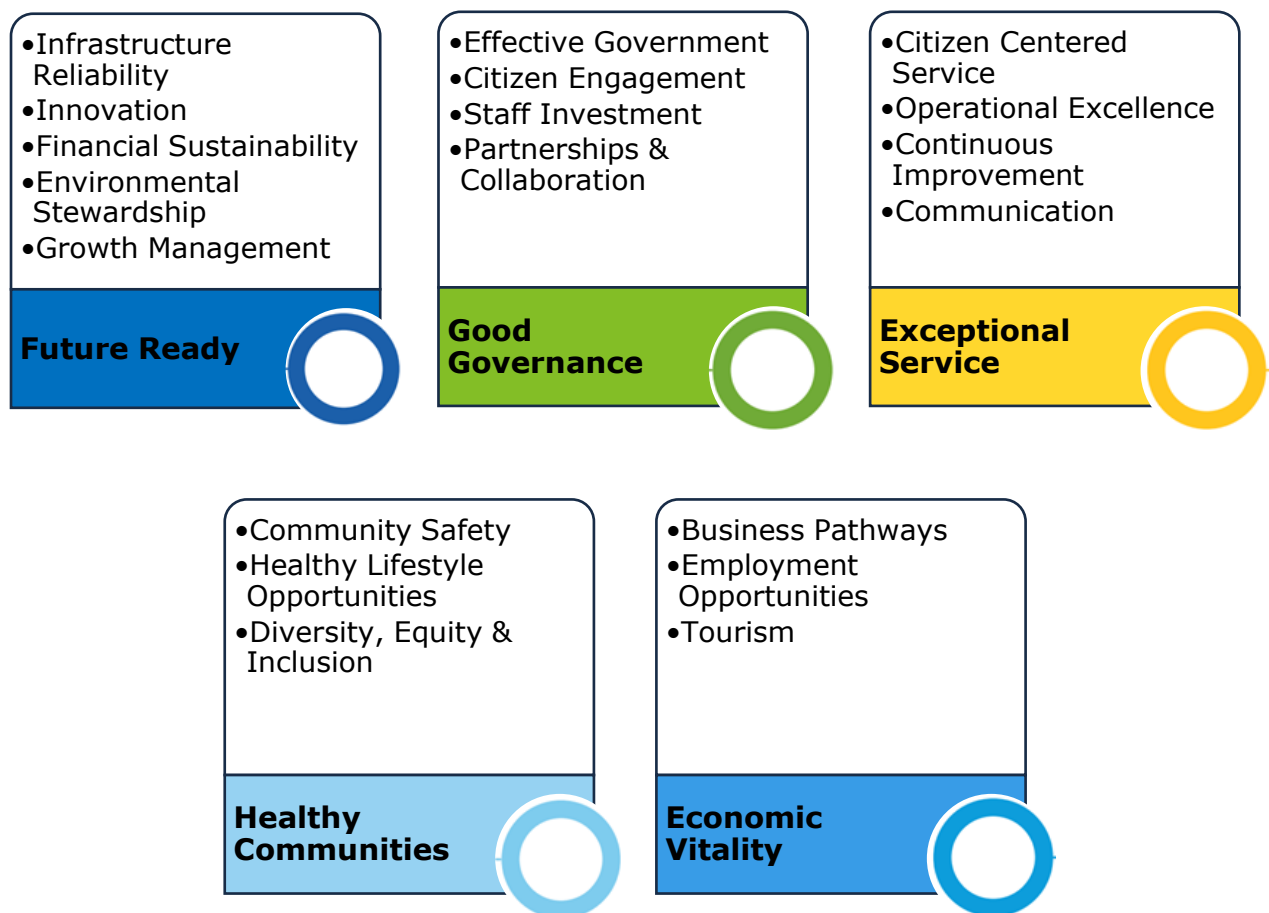 •Infrastructure
Reliability
•Innovation
•Financial Sustainability
•Environmental
Stewardship
•Growth Management
Future Ready
•Effective Government
•Citizen Engagement
•Staff Investment
•Partnerships &
Collaboration
Good
Governance
•Citizen Centered
Service
•Operational Excellence
•Continuous
Improvement
•Communication
Exceptional
Service
•Community Safety
•Healthy Lifestyle
Opportunities
•Diversity, Equity &
Inclusion
Healthy
Communities
•Business Pathways
•Employment
Opportunities
•Tourism
Economic
Vitality